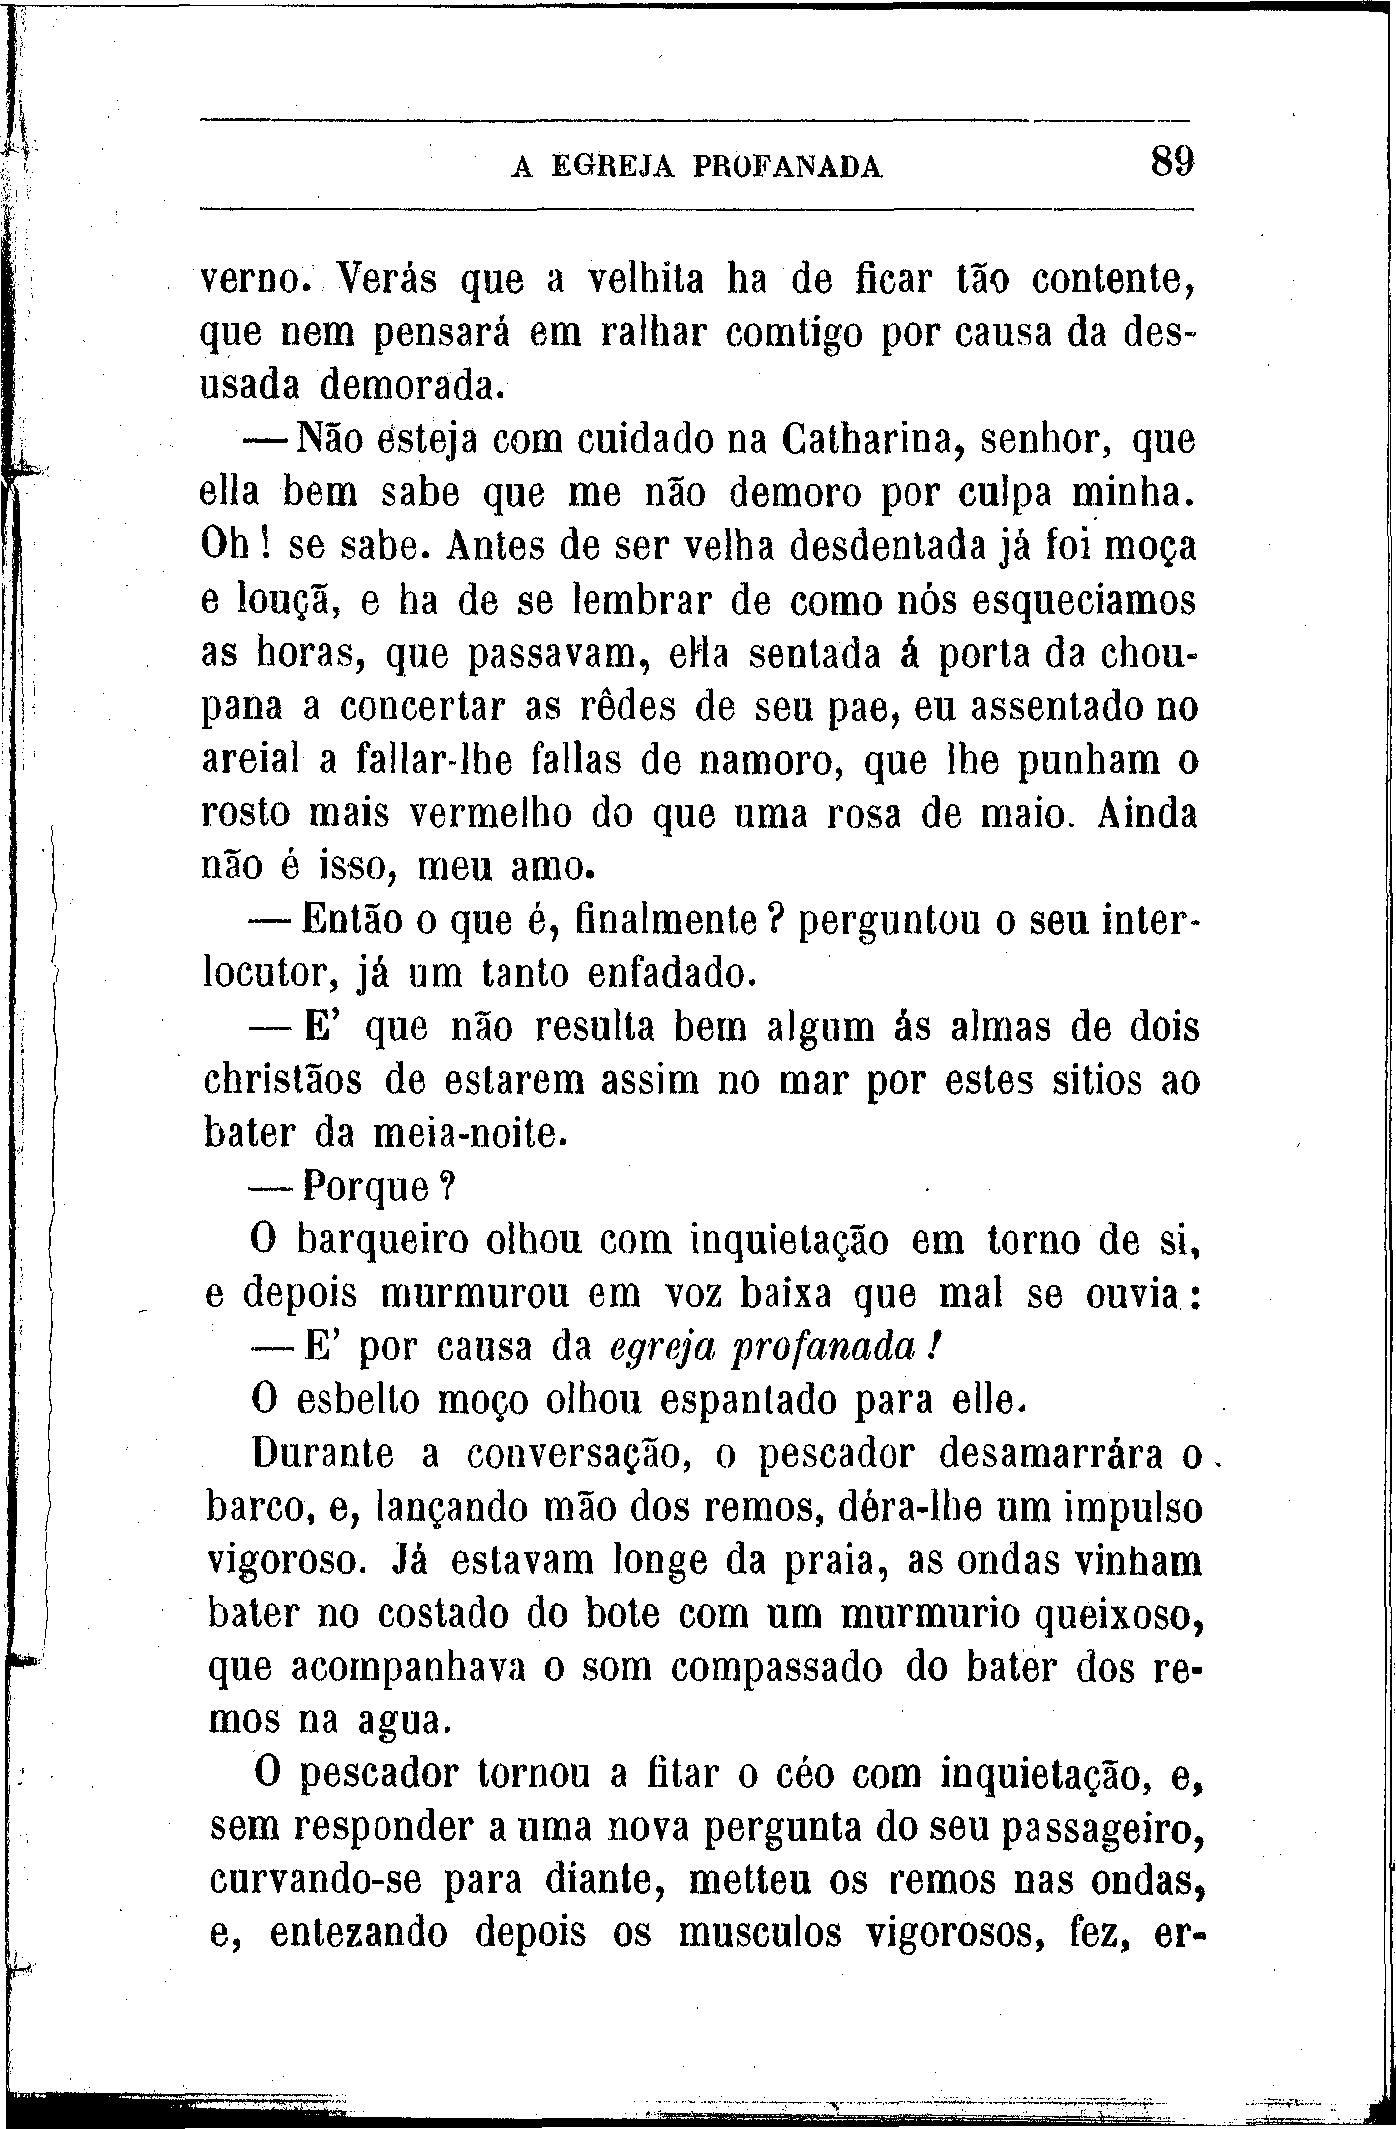 A EGREJA PROFANADA 89
verno. Verás que a velhita ha de ficar tão contente,
que nem pensará em ralhar comtigo por causa da des-
usada demorada.
— Não esteja com cuidado na Catharina, senhor, que
ella bem sabe que me não demoro por culpa minha.
Oh! se sabe. Antes de ser velha desdentada já foi moça
e louçã, e ha de se lembrar de como nós esqueciamos
as horas, que passavam, ella sentada á porta da chou-
pana a concertar as rêdes de seu pae, eu assentado no
areial a fallar-lhe fallas de namoro, que lhe punham o
rosto mais vermelho do que uma rosa de maio. Ainda
não é isso, meu amo.
— Então o que é, finalmente? perguntou o seu inter-
locutor, já um tanto enfadado.
— E' que não resulta bem algum ás almas de dois
christãos de estarem assim no mar por estes sitios ao
bater da meia-noite.
— Porque?
O barqueiro olhou com inquietação em torno de si,
e depois murmurou em voz baixa que mal se ouvia:
— E' por causa da egreja profanada!
O esbelto moço olhou espantado para elle.
Durante a conversação, o pescador desamarrára o
barco, e, lançando mão dos remos, déra-lhe um impulso
vigoroso. Já estavam longe da praia, as ondas vinham
bater no costado do bote com um murmurio queixoso,
que acompanhava o som compassado do bater dos re-
mos na agua.
O pescador tornou a fitar o céo com inquietação, e,
sem responder a uma nova pergunta do seu passageiro,
curvando-se para diante, metteu os remos nas ondas,
e, entezando depois os musculos vigorosos, fez, er-